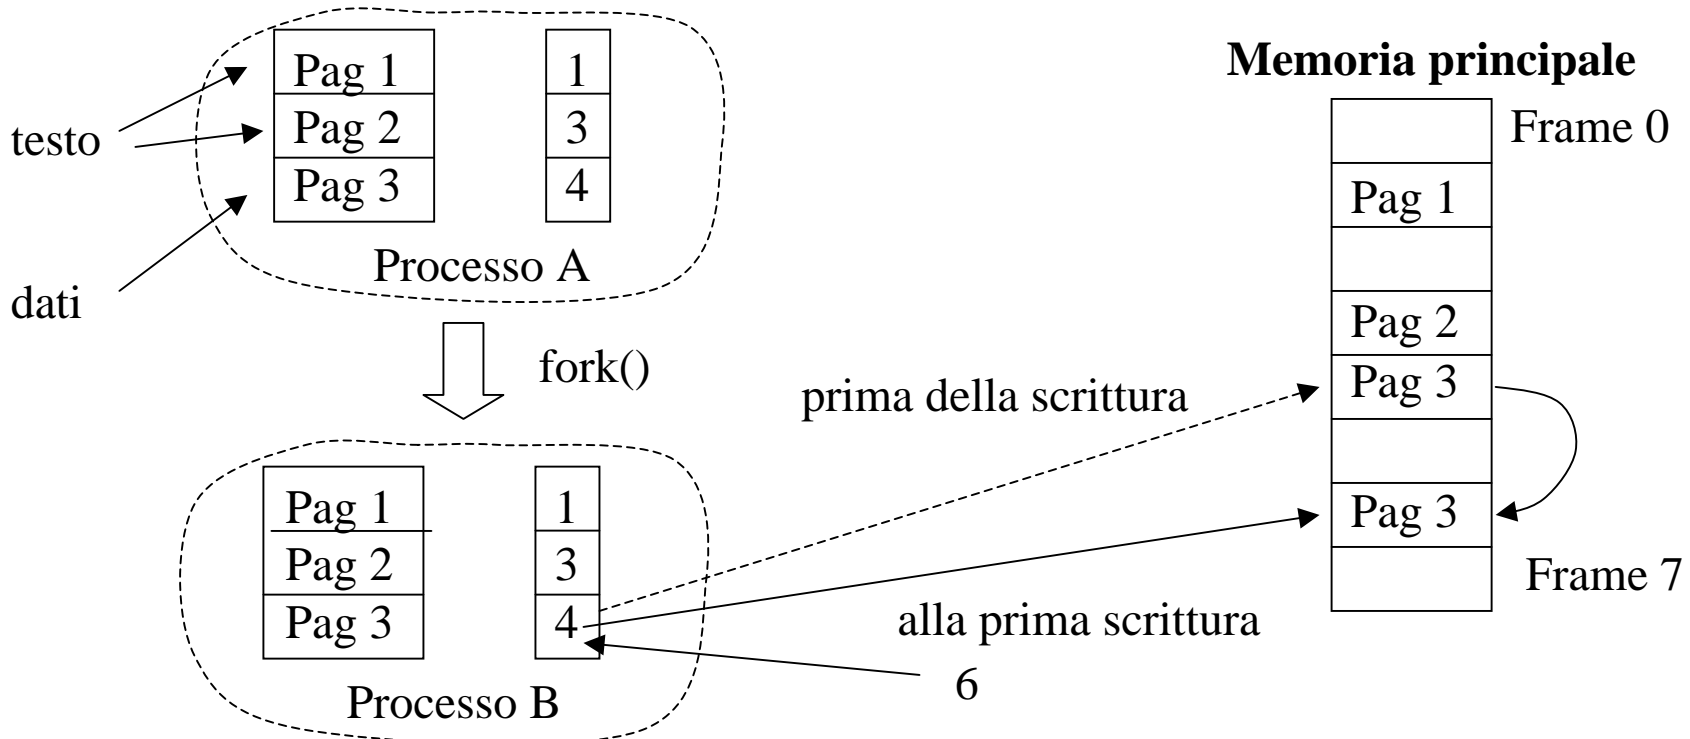 Memoria principale
Pag 1
1
Pag 2
3
Pag 3
4
testo
dati
Processo A
fork()
Frame 0
Pag 1
Pag 2
Pag 3
Pag 3
Frame 7
prima della scrittura
Pag 1
1
Pag 2
3
Pag 3
4
alla prima scrittura
6
Processo B